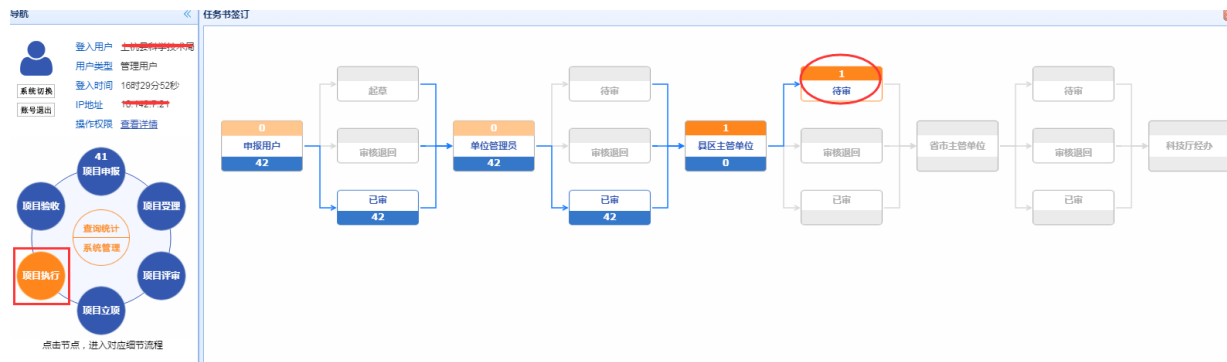 导航
任务书签订
登入用户 上杭县科学技术局
用户类型 管理用户
登入时间 16时29分52秒
IP地址
操作权限 查看详情
系统切换
账号退出
41
项目申报
项目验收
项目受理
查询统计
系统管理
项目执行
项目评审
项目立项
点击节点，进入对应细节流程
0
申报用户
42
起草
审核退回
已审
42
0
单位管理员
42
待审
审核退回
已审
42
1
县区主管单位
0
1
待审
审核退回
已审
省市主管单位
待审
审核退回
已审
科技厅经办